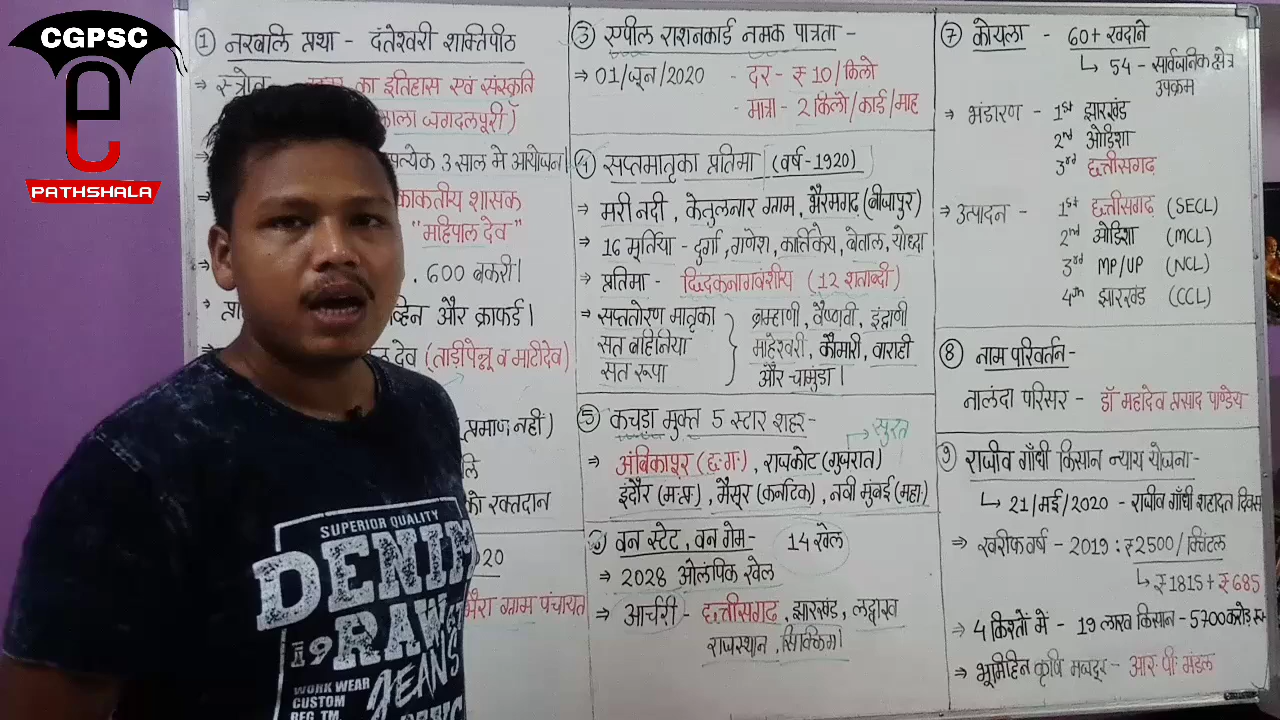 CGPSC
e
PATHSHALA
① नरबलि प्रथा - दंतेश्वरी शक्तिपीठ
⇒ स्त्रोत का इतिहास एवं संस्कृति
लाला जगदलपुरी)
प्रत्येक 3 साल मे आयोजन।
काकतीय शासक
"महिपाल देव"
, 600 बकरी।
और क्राफर्ड।
देव (ताड़ीपेन्नू व माटीदेव)
प्रमाण नहीं)
को रक्तदान
20
ग्राम पंचायत
SUPERIOR QUALITY
DENIM
19 RAW
JEANS
WORK WEAR
CUSTOM
REG TM
③ एपील राशनकार्ड नमक पात्रता -
⇒ 01/जून/2020 - दर - ₹ 10/किलो
- मात्रा - 2 किलो/कार्ड/माह
④ सप्तमातृका प्रतिमा (वर्ष-1920)
⇒ मरी नदी, केतुलनार ग्राम, भैरमगढ़ (बीजापुर)
⇒ 16 मूर्तिया - दुर्गा, गणेश, कार्तिकेय, बेताल, योध्दा
⇒ प्रतिमा - छिंदकनागवंशीय (12 शताब्दी)
⇒ सप्ततोरण मातृका } ब्रम्हाणी, वैष्णवी, इंद्राणी
सत बहिनिया माहेश्वरी, कौमारी, वाराही
सत रूपा और चामुंडा।
⑤ कचड़ा मुक्त 5 स्टार शहर -
सुरत
⇒ अंबिकापुर (छ.ग.), राजकोट (गुजरात)
इंदौर (म.प्र.), मैसूर (कर्नाटक), नवी मुंबई (महा.)
वन स्टेट, वन गेम - 14 खेल
⇒ 2028 ओलंपिक खेल
⇒ आर्चरी - छत्तीसगढ़, झारखंड, लद्दाख
राजस्थान, सिक्किम।
⑦ कोयला - 60+ खदाने
↳ 54 - सार्वजनिक क्षेत्र
उपक्रम
⇒ भंडारण - 1st झारखंड
2nd ओडिशा
3rd छत्तीसगढ़
⇒ उत्पादन - 1st छत्तीसगढ़ (SECL)
2nd ओडिशा (MCL)
3rd MP/UP (NCL)
4th झारखंड (CCL)
⑧ नाम परिवर्तन -
नालंदा परिसर - डॉ महादेव प्रसाद पाण्डेय
⑨ राजीव गाँधी किसान न्याय योजना -
↳ 21/मई/2020 - राजीव गाँधी शहादत दिवस
⇒ खरीफ वर्ष - 2019 : ₹2500/क्विंटल
↳ ₹1815 + ₹685
⇒ 4 किश्तों में - 19 लाख किसान - 5700 करोड़ रू.
⇒ भूमिहिन कृषि मजदूर - आर. पी. मंडल